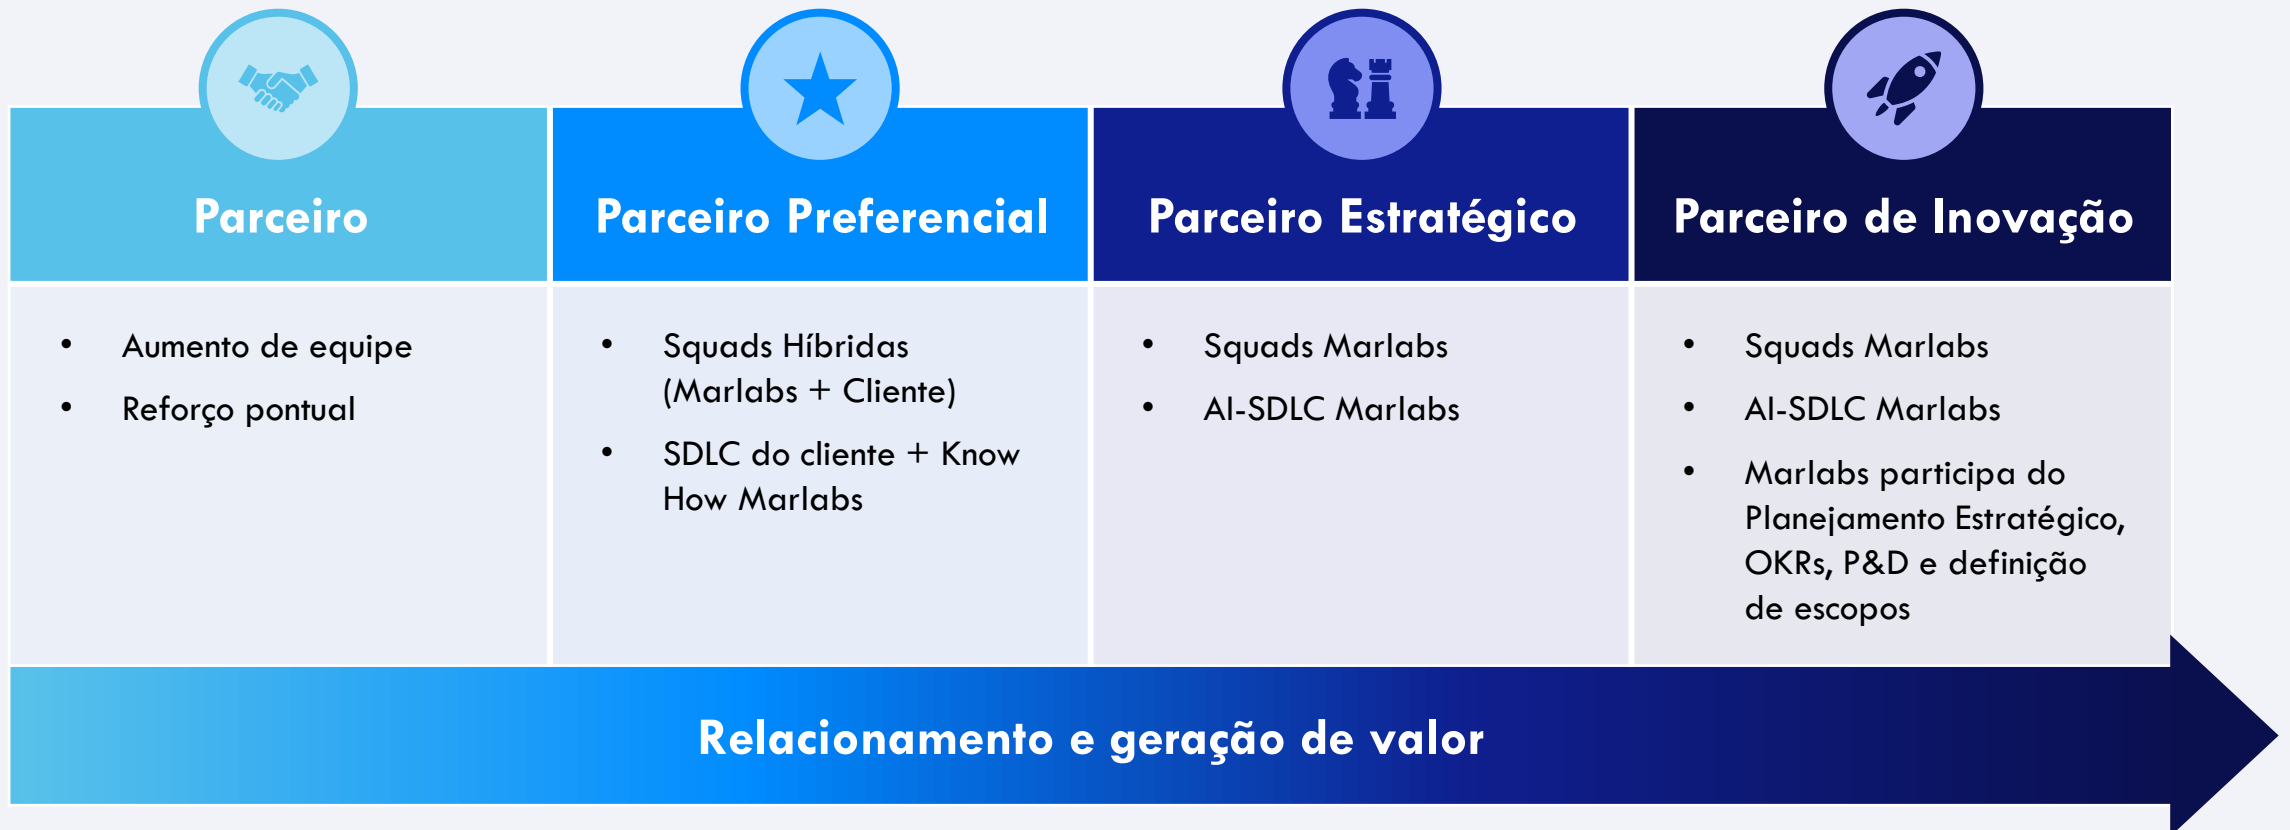 Parceiro
Parceiro Preferencial
Parceiro Estratégico
Parceiro de Inovação
• Aumento de equipe
• Reforço pontual
• Squads Híbridas
(Marlabs + Cliente)
• SDLC do cliente + Know
How Marlabs
• Squads Marlabs
• AI-SDLC Marlabs
• Squads Marlabs
• AI-SDLC Marlabs
• Marlabs participa do
Planejamento Estratégico,
OKRs, P&D e definição
de escopos
Relacionamento e geração de valor